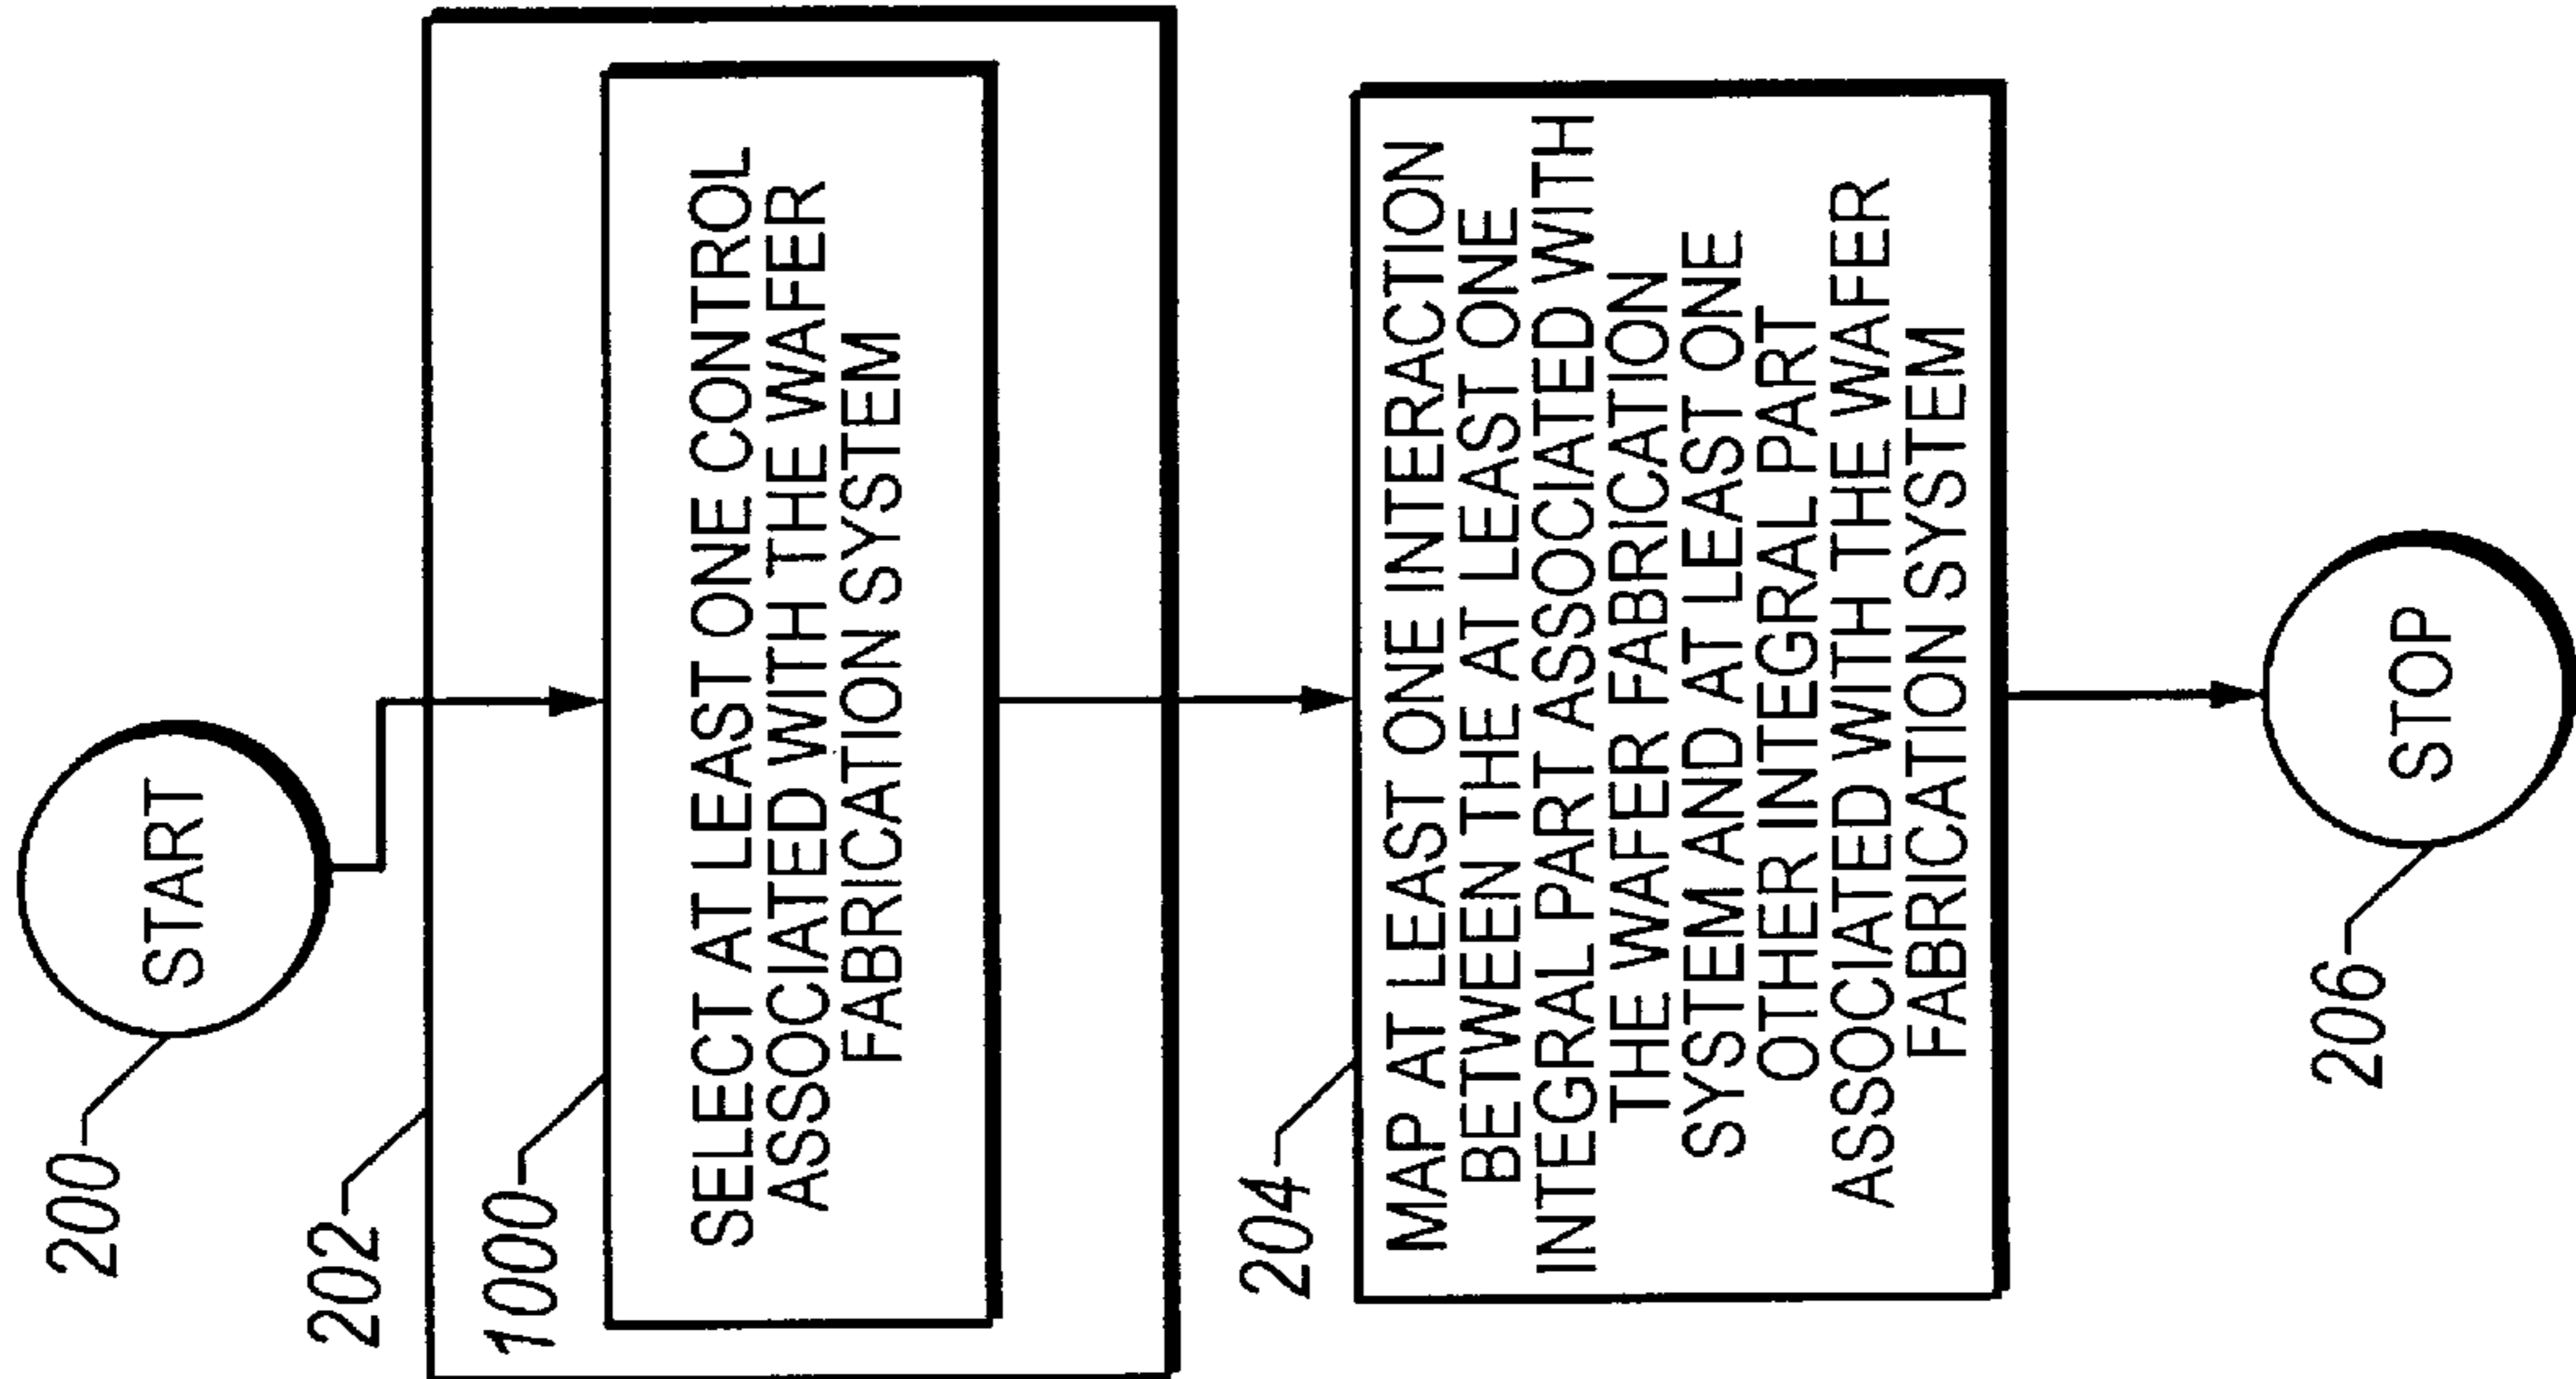 200
START
202
1000
SELECT AT LEAST ONE CONTROL
ASSOCIATED WITH THE WAFER
FABRICATION SYSTEM
204
MAP AT LEAST ONE INTERACTION
BETWEEN THE AT LEAST ONE
INTEGRAL PART ASSOCIATED WITH
THE WAFER FABRICATION
SYSTEM AND AT LEAST ONE
OTHER INTEGRAL PART
ASSOCIATED WITH THE WAFER
FABRICATION SYSTEM
206
STOP